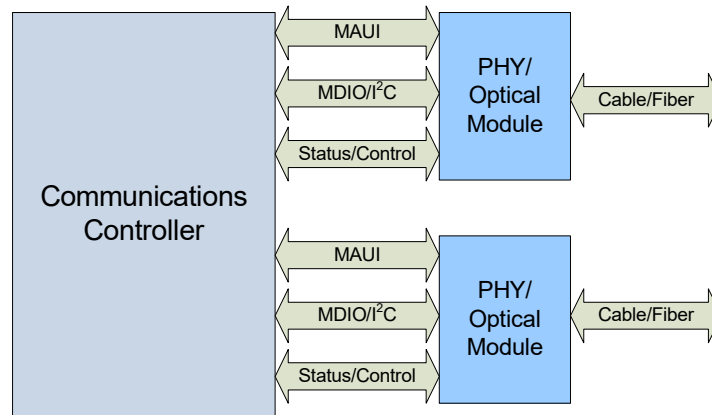 MAUI
MDIO/I²C
Status/Control
PHY/
Optical
Module
Cable/Fiber
Communications
Controller
MAUI
MDIO/I²C
Status/Control
PHY/
Optical
Module
Cable/Fiber